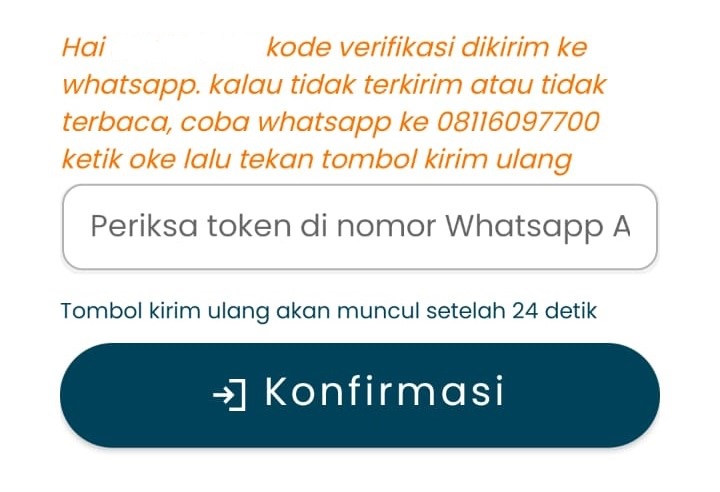 Hai kode verifikasi dikirim ke
whatsapp. kalau tidak terkirim atau tidak
terbaca, coba whatsapp ke 08116097700
ketik oke lalu tekan tombol kirim ulang
Periksa token di nomor Whatsapp A
Tombol kirim ulang akan muncul setelah 24 detik
Konfirmasi